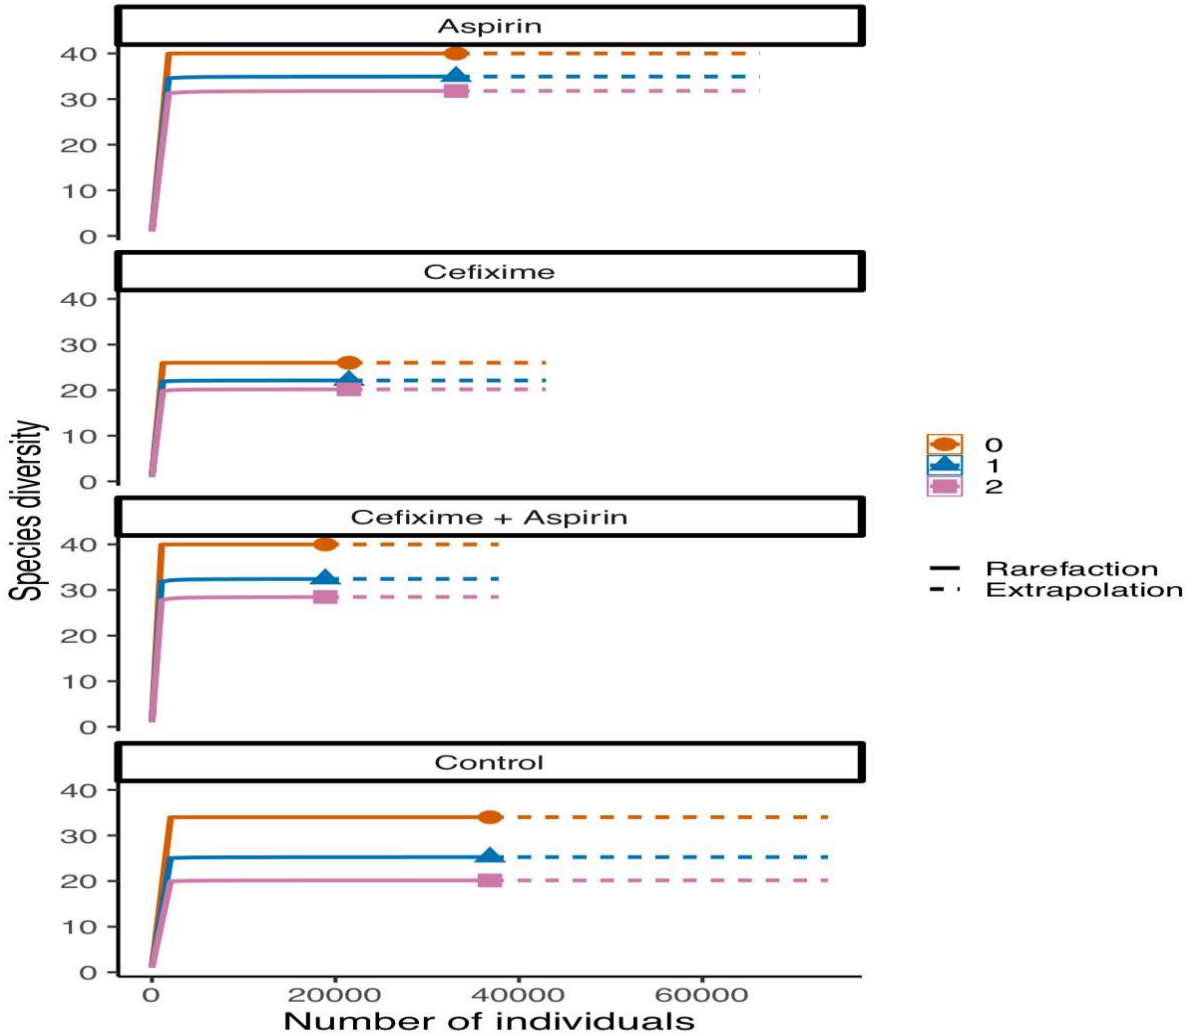 Aspirin
40
30
20
10
0
Cefixime
40
30
20
10
0
Cefixime + Aspirin
40
30
20
10
0
Control
40
30
20
10
0
0 20000 40000 60000
Number of individuals
Species diversity
0
1
2
Rarefaction
Extrapolation